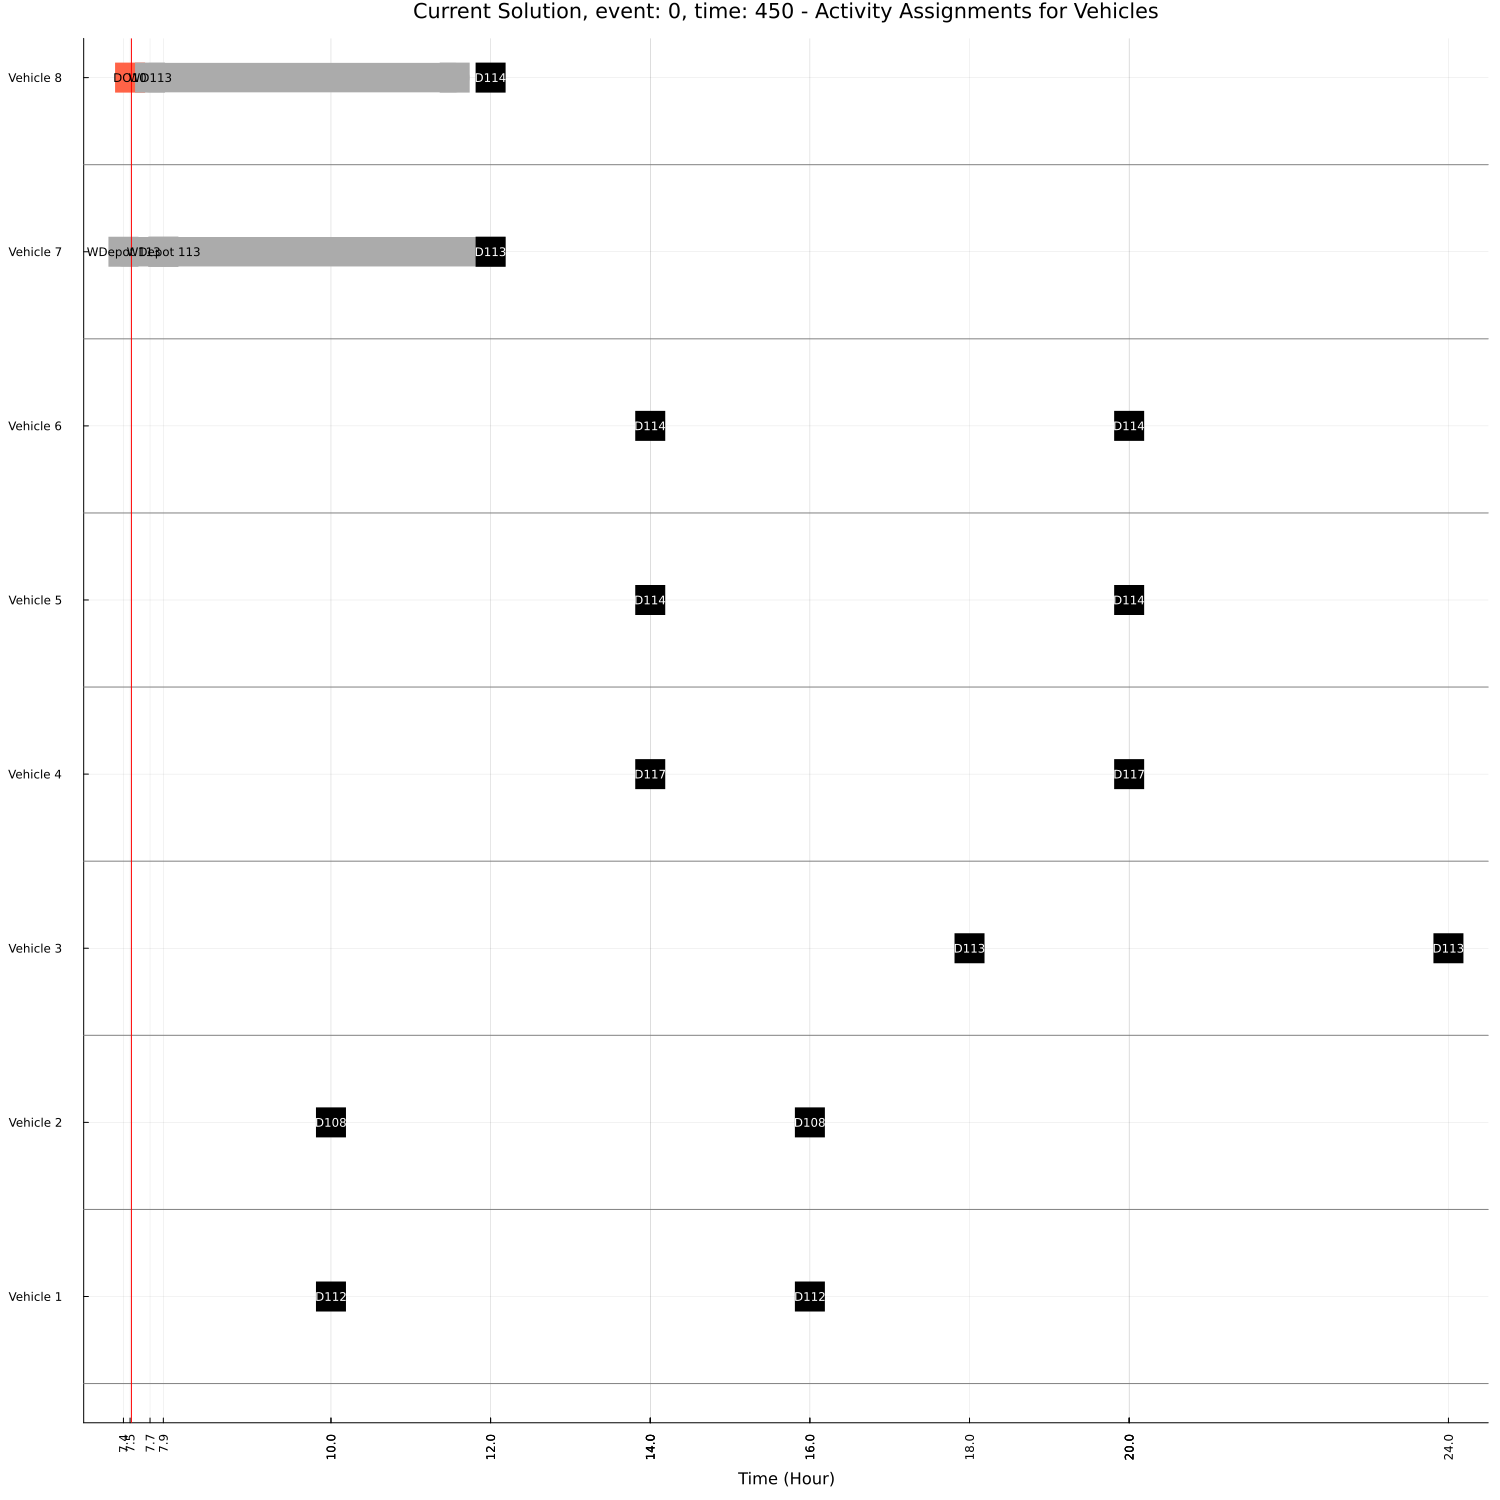 Current Solution, event: 0, time: 450 - Activity Assignments for Vehicles
Vehicle 8
D114
Vehicle 7
D113
Vehicle 6
D114
D114
Vehicle 5
D114
D114
Vehicle 4
D117
D117
Vehicle 3
D113
D113
Vehicle 2
D108
D108
Vehicle 1
D112
D112
7.4
7.5
7.7
7.9
10.0
12.0
14.0
16.0
18.0
20.0
24.0
Time (Hour)